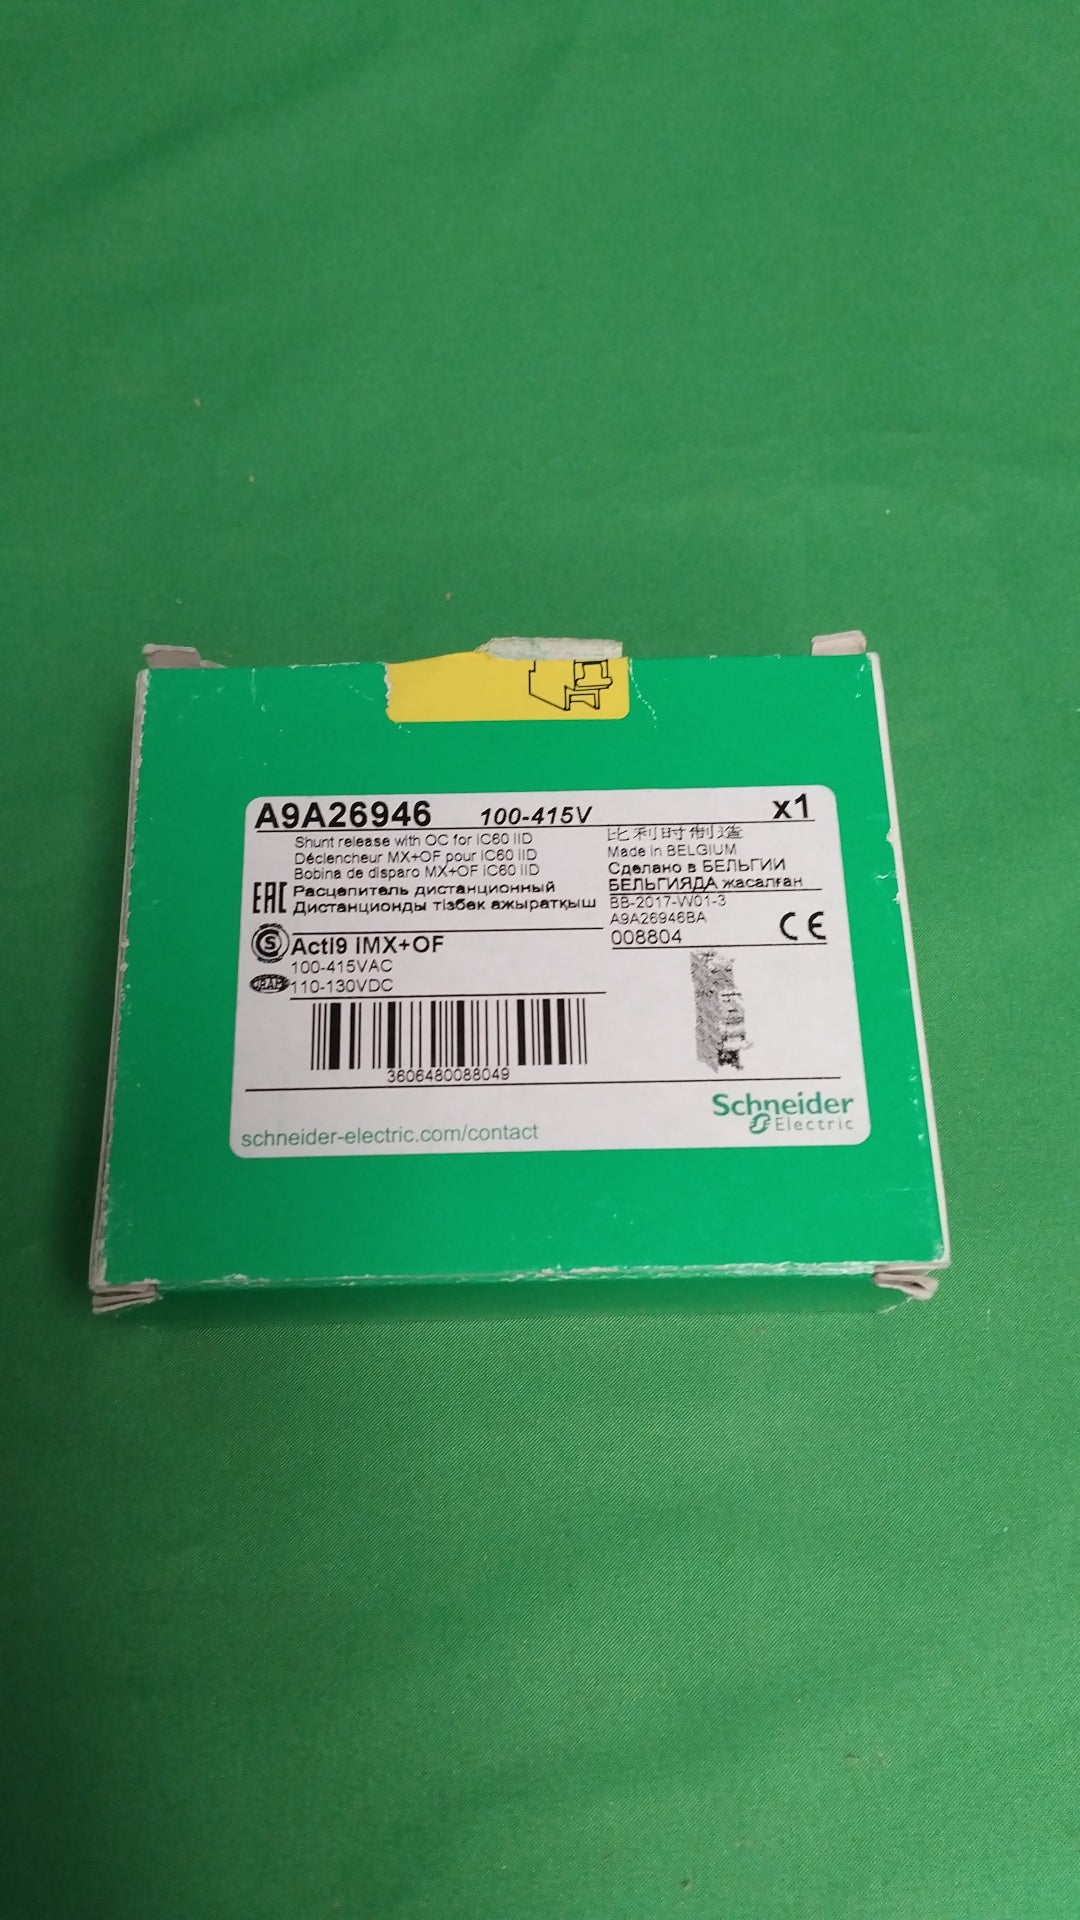 A9A26946 100-415V x1
Shunt release with OC for iC60 iID
Déclencheur MX+OF pour iC60 iID
Bobina de disparo MX+OF iC60 iID
EAC Расцепитель дистанционный
Дистанционды тізбек ажыратқыш
比利时制造
Made in BELGIUM
Сделано в БЕЛЬГИИ
БЕЛЬГИЯДА жасалған
BB-2017-W01-3
A9A26946BA
008804 CE
S Acti9 iMX+OF
100-415VAC
110-130VDC
3606480088049
Schneider
Electric
schneider-electric.com/contact